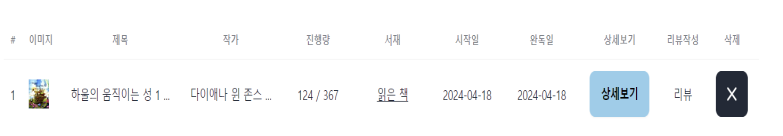 # 이미지 제목 작가 진행량 서재 시작일 완독일 상세보기 리뷰작성 삭제
1 하울의 움직이는 성 1 ... 다이애나 윈 존스 ... 124 / 367 읽은 책 2024-04-18 2024-04-18 상세보기 리뷰 X